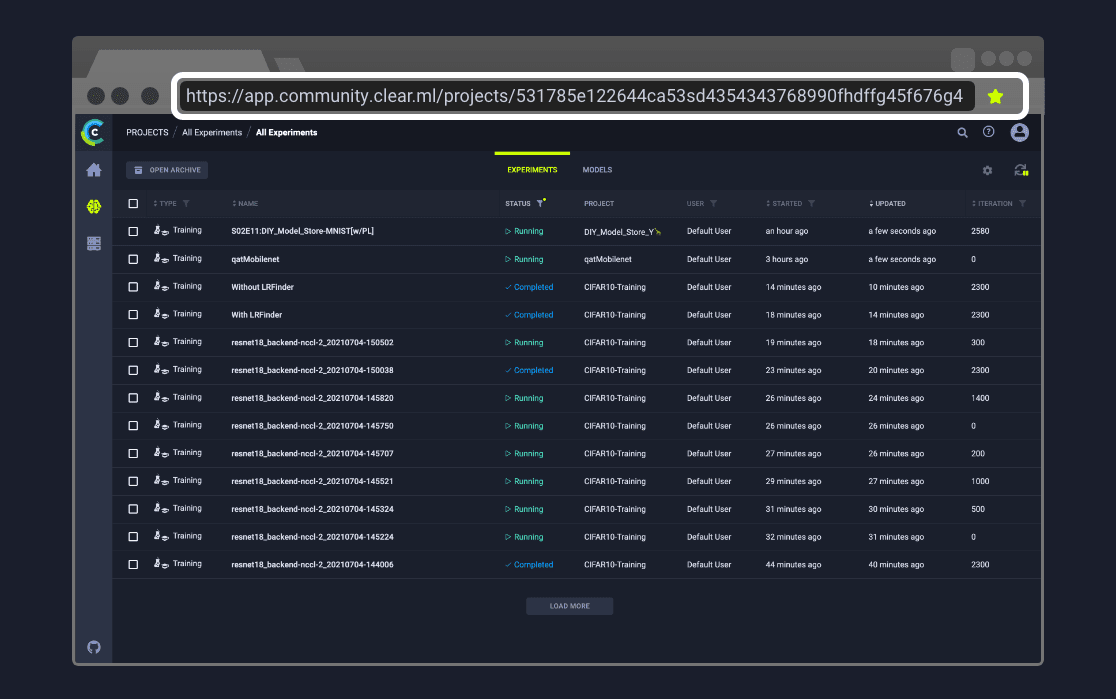 https://app.community.clear.ml/projects/531785e122644ca53sd4354343768990fhdffg45f676g4
C PROJECTS / All Experiments / All Experiments
OPEN ARCHIVE EXPERIMENTS MODELS
TYPE NAME STATUS PROJECT USER STARTED UPDATED ITERATION
Training S02E11:DIY_Model_Store-MNIST[w/PL] Running DIY_Model_Store_Y Default User an hour ago a few seconds ago 2580
Training qatMobilenet Running qatMobilenet Default User 3 hours ago a few seconds ago 0
Training Without LRFinder Completed CIFAR10-Training Default User 14 minutes ago 10 minutes ago 2300
Training With LRFinder Completed CIFAR10-Training Default User 18 minutes ago 14 minutes ago 2300
Training resnet18_backend-nccl-2_20210704-150502 Running CIFAR10-Training Default User 19 minutes ago 18 minutes ago 300
Training resnet18_backend-nccl-2_20210704-150038 Completed CIFAR10-Training Default User 23 minutes ago 20 minutes ago 2300
Training resnet18_backend-nccl-2_20210704-145820 Running CIFAR10-Training Default User 26 minutes ago 24 minutes ago 1400
Training resnet18_backend-nccl-2_20210704-145750 Running CIFAR10-Training Default User 26 minutes ago 26 minutes ago 0
Training resnet18_backend-nccl-2_20210704-145707 Running CIFAR10-Training Default User 27 minutes ago 26 minutes ago 200
Training resnet18_backend-nccl-2_20210704-145521 Running CIFAR10-Training Default User 29 minutes ago 27 minutes ago 1000
Training resnet18_backend-nccl-2_20210704-145324 Running CIFAR10-Training Default User 31 minutes ago 30 minutes ago 500
Training resnet18_backend-nccl-2_20210704-145224 Running CIFAR10-Training Default User 32 minutes ago 31 minutes ago 0
Training resnet18_backend-nccl-2_20210704-144006 Completed CIFAR10-Training Default User 44 minutes ago 40 minutes ago 2300
LOAD MORE